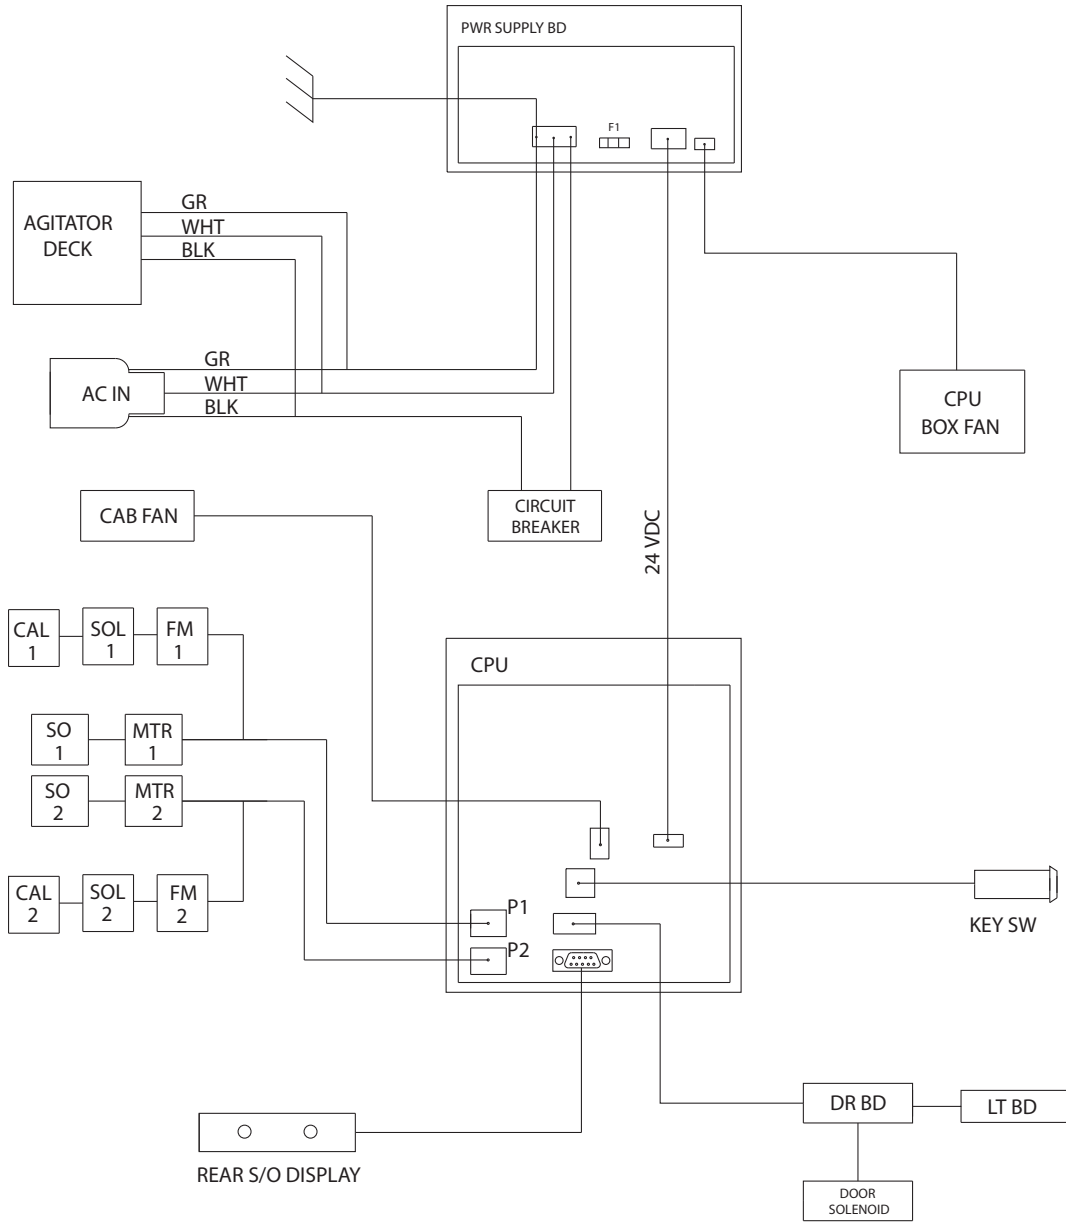 PWR SUPPLY BD
F1
AGITATOR
DECK
GR
WHT
BLK
AC IN
GR
WHT
BLK
CPU
BOX FAN
CAB FAN
CIRCUIT
BREAKER
24 VDC
CAL
1
SOL
1
FM
1
SO
1
MTR
1
SO
2
MTR
2
CAL
2
SOL
2
FM
2
CPU
P1
P2
KEY SW
REAR S/O DISPLAY
DR BD
LT BD
DOOR
SOLENOID